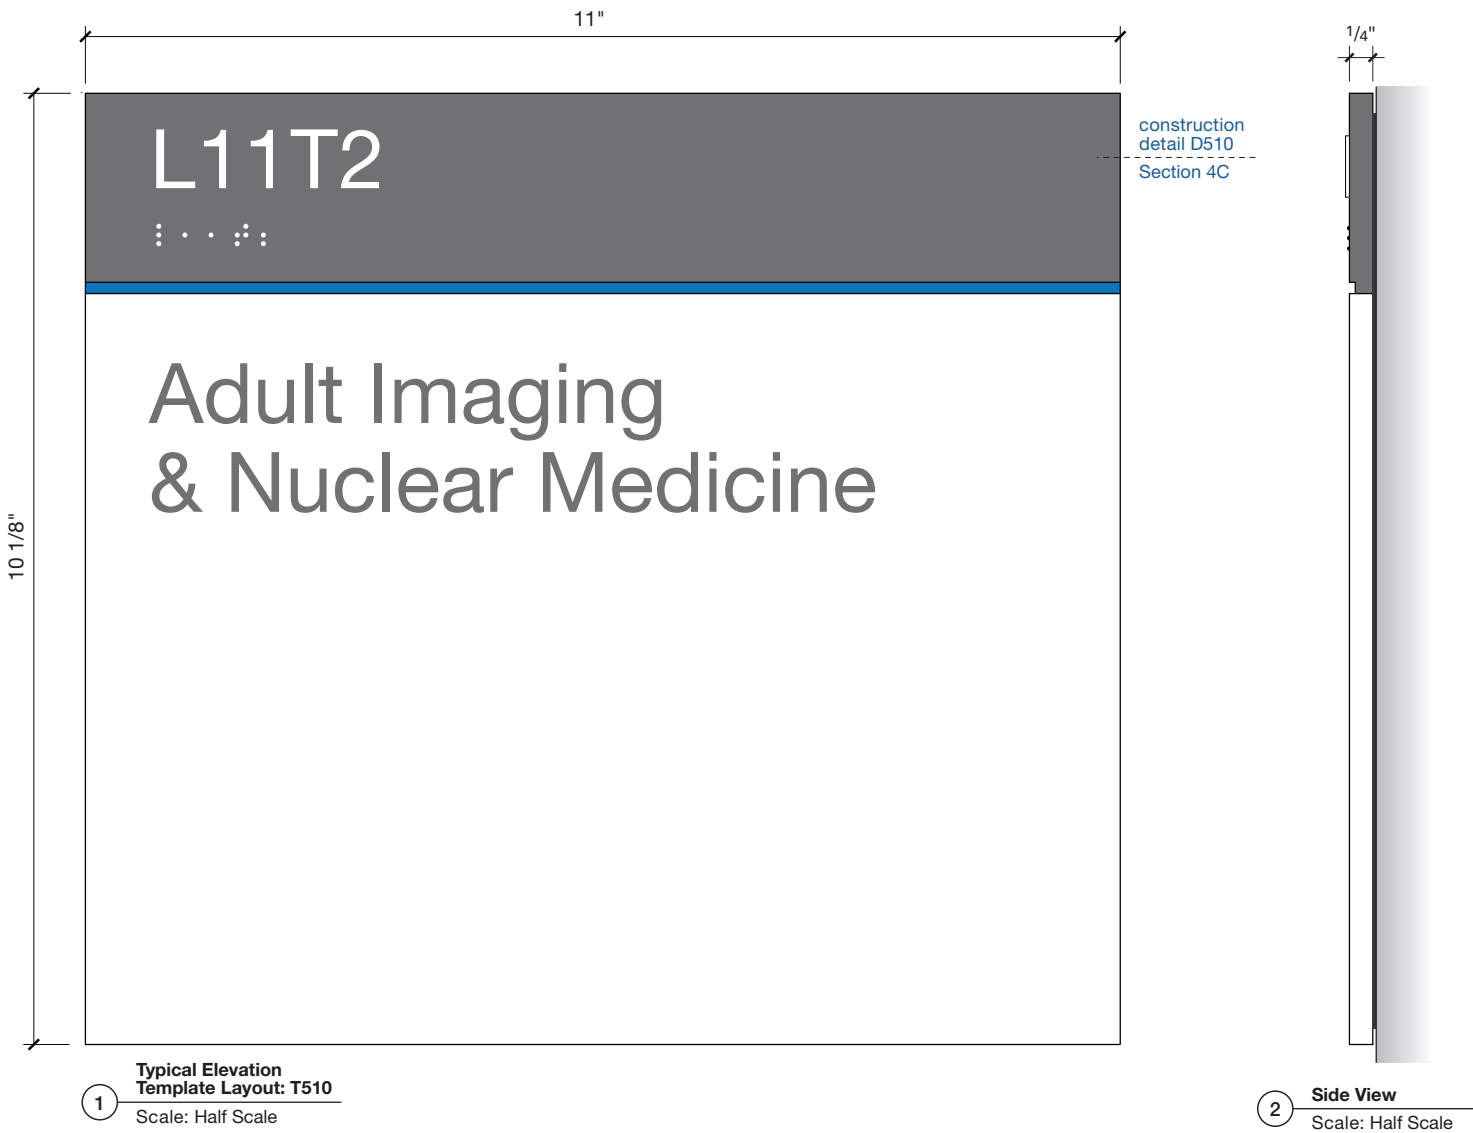 11"
1/4"
L11T2
⠇⠂⠂⠞⠆
construction
detail D510
Section 4C
Adult Imaging
& Nuclear Medicine
10 1/8"
Typical Elevation
Template Layout: T510
1
Scale: Half Scale
Side View
2
Scale: Half Scale